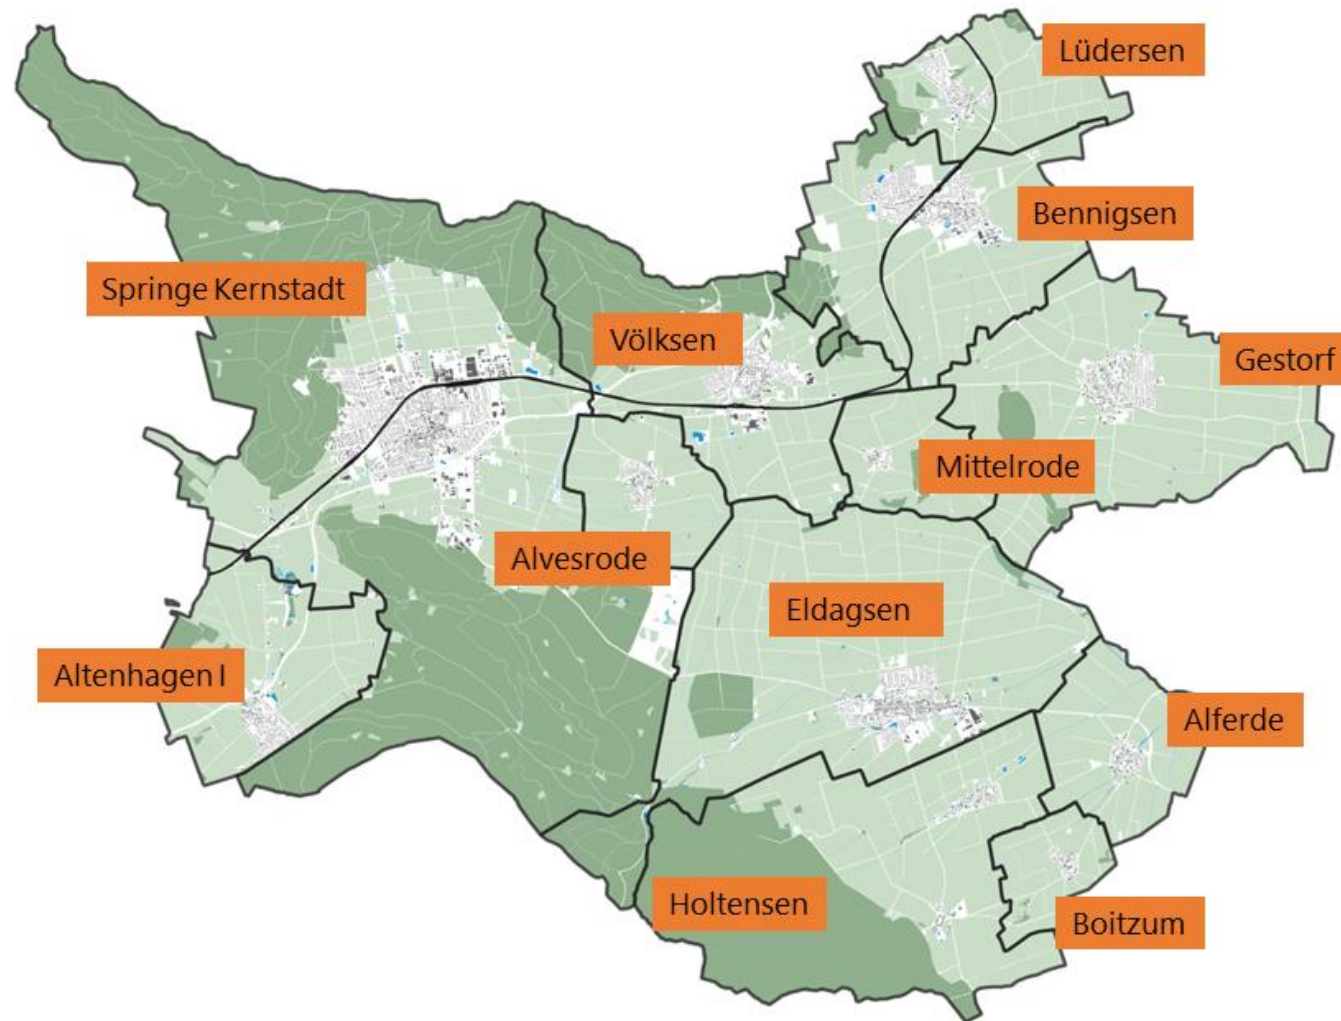 Lüdersen
Bennigsen
Springe Kernstadt
Völksen
Gestorf
Mittelrode
Alvesrode
Eldagsen
Altenhagen I
Alferde
Holtensen
Boitzum